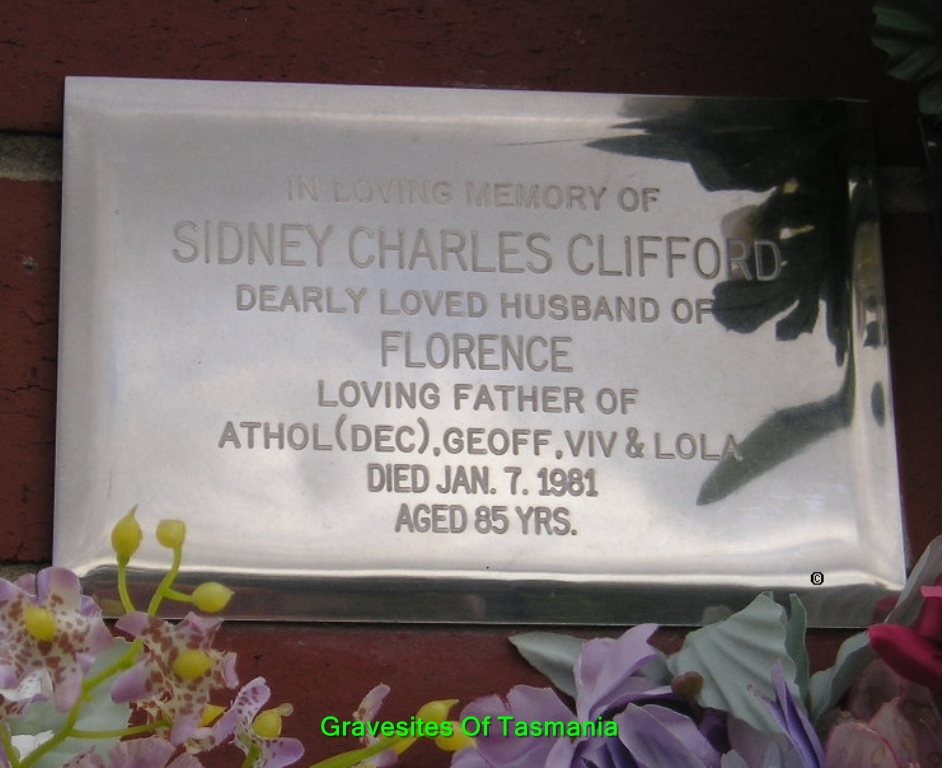 IN LOVING MEMORY OF
SIDNEY CHARLES CLIFFORD
DEARLY LOVED HUSBAND OF
FLORENCE
LOVING FATHER OF
ATHOL(DEC),GEOFF,VIV & LOLA
DIED JAN. 7. 1981
AGED 85 YRS.
©
Gravesites Of Tasmania